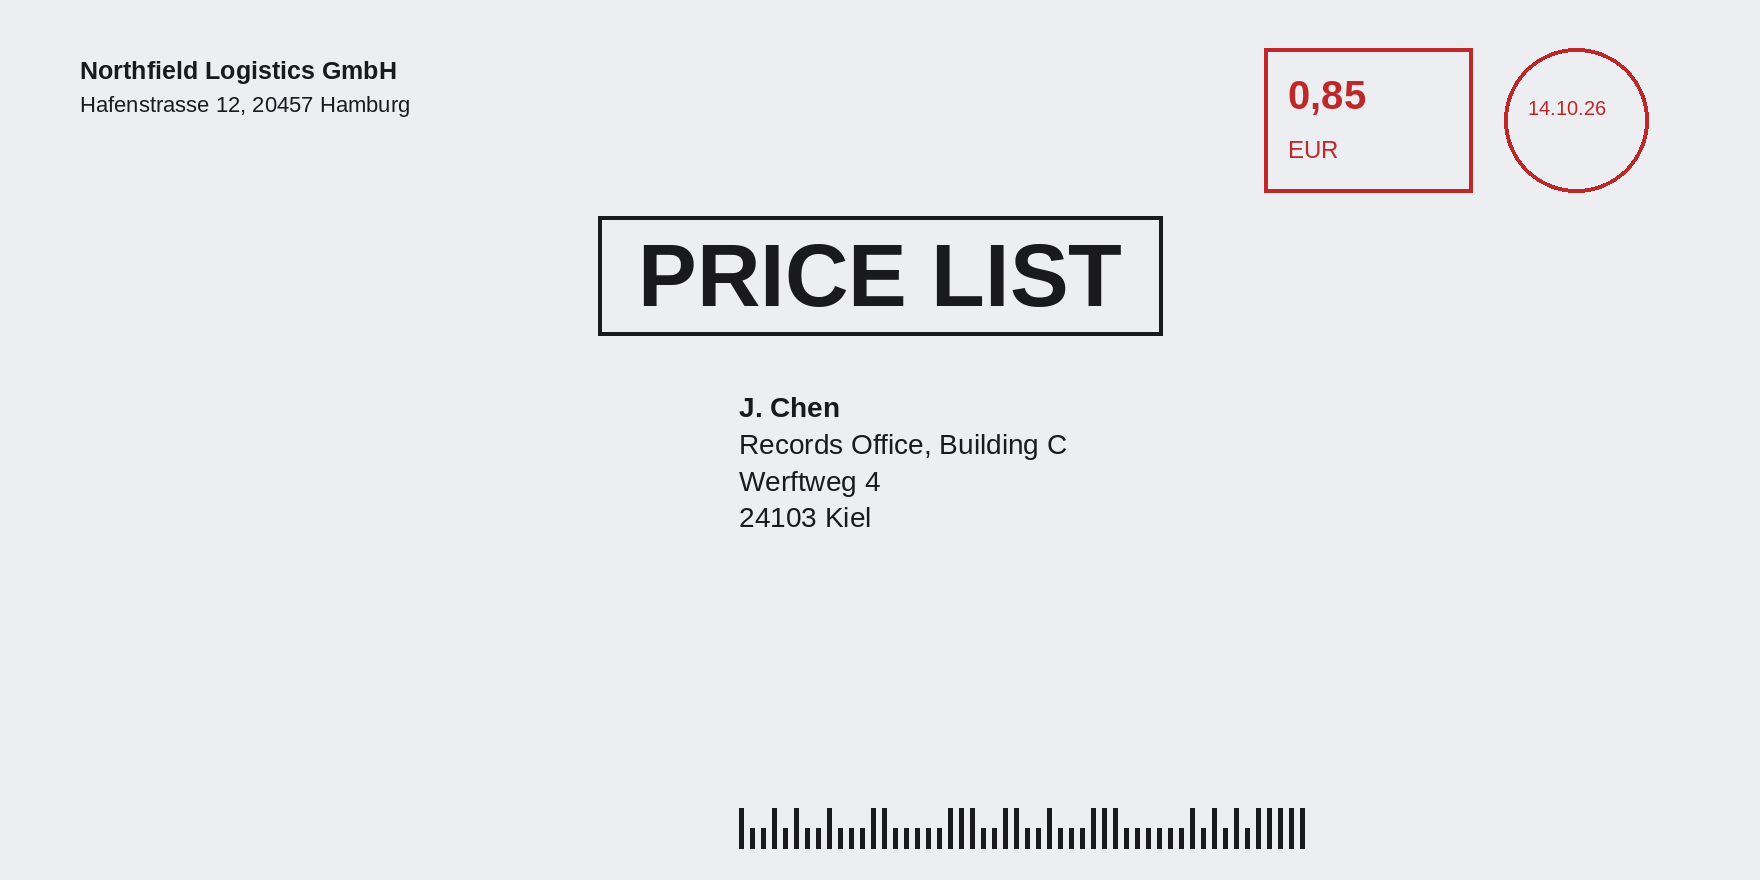 Northfield Logistics GmbH
Hafenstrasse 12, 20457 Hamburg
0,85
EUR
14.10.26
PRICE LIST
J. Chen
Records Office, Building C
Werftweg 4
24103 Kiel